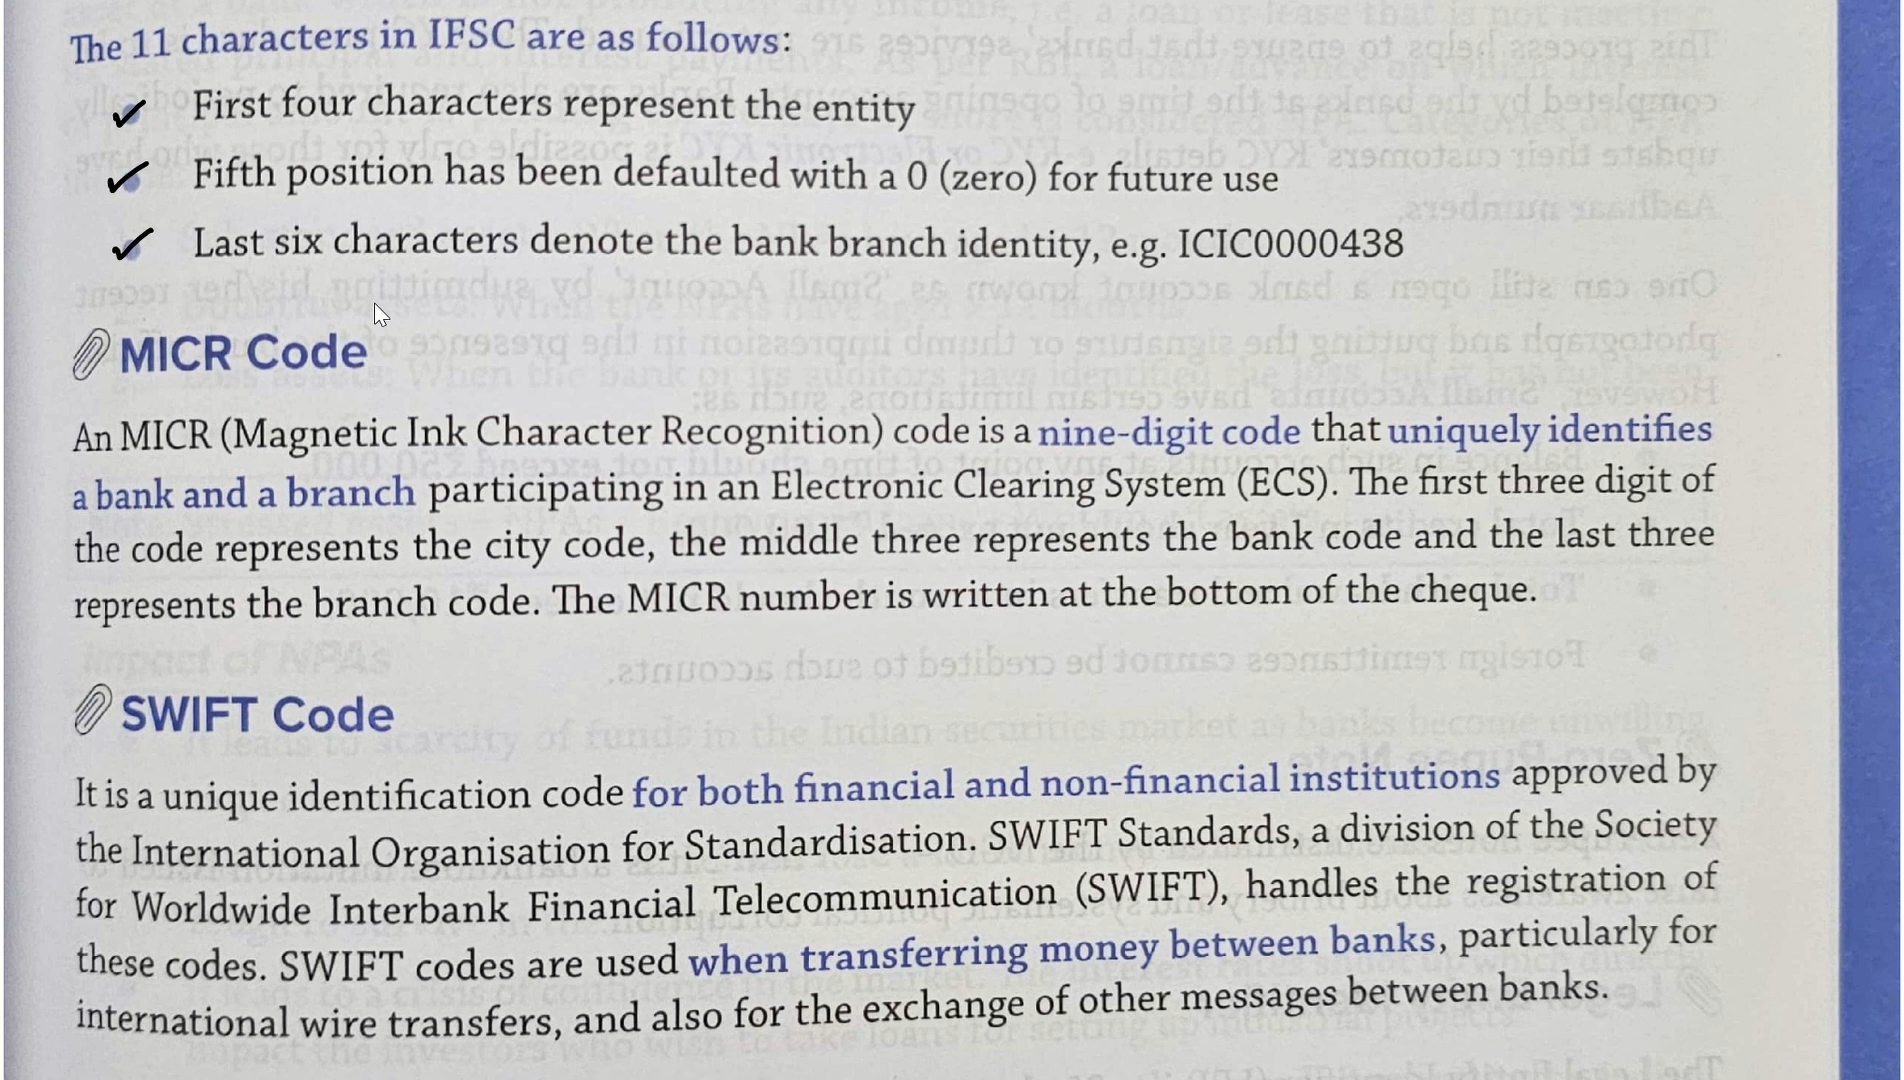 The 11 characters in IFSC are as follows:
First four characters represent the entity
Fifth position has been defaulted with a 0 (zero) for future use
Last six characters denote the bank branch identity, e.g. ICIC0000438
MICR Code
An MICR (Magnetic Ink Character Recognition) code is a nine-digit code that uniquely identifies
a bank and a branch participating in an Electronic Clearing System (ECS). The first three digit of
the code represents the city code, the middle three represents the bank code and the last three
represents the branch code. The MICR number is written at the bottom of the cheque.
SWIFT Code
It is a unique identification code for both financial and non-financial institutions approved by
the International Organisation for Standardisation. SWIFT Standards, a division of the Society
for Worldwide Interbank Financial Telecommunication (SWIFT), handles the registration of
these codes. SWIFT codes are used when transferring money between banks, particularly for
international wire transfers, and also for the exchange of other messages between banks.